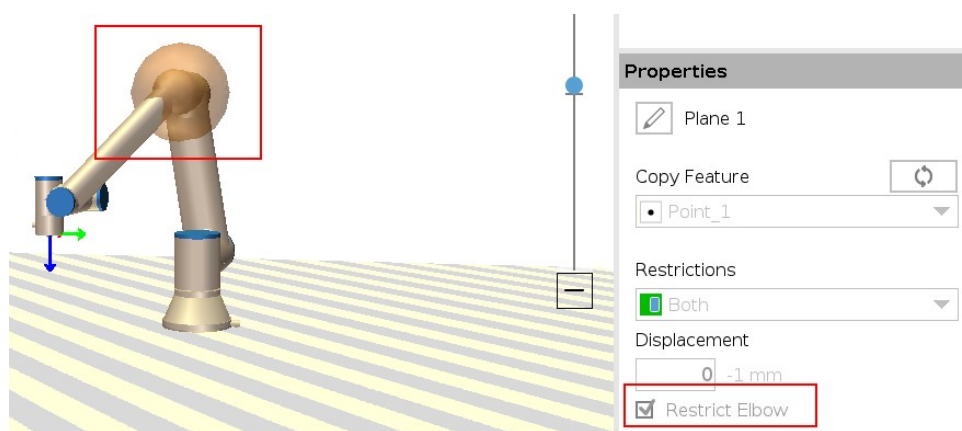 Properties
Plane 1
Copy Feature
Point_1
Restrictions
Both
Displacement
0 -1 mm
Restrict Elbow